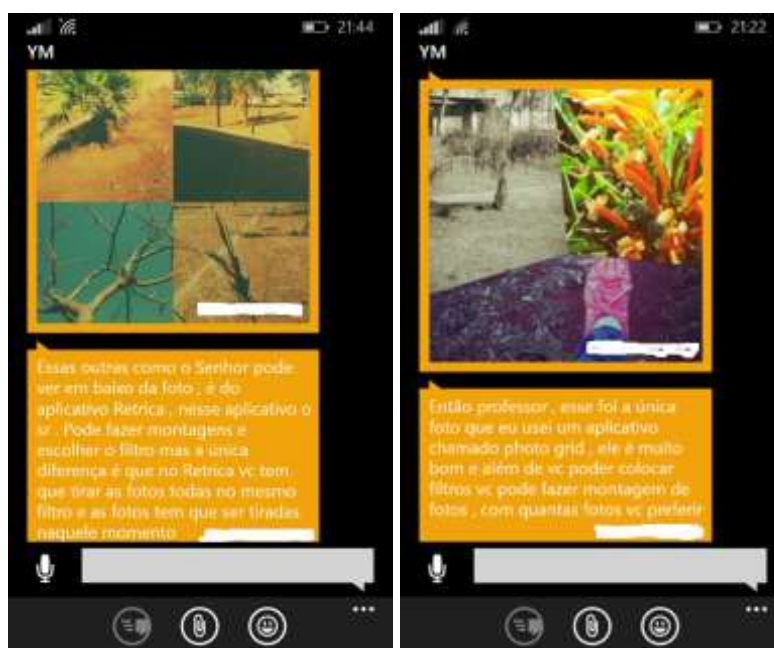 21:44
YM
Essas outras como o Senhor pode
ver em baixo da foto , é do
aplicativo Retrica , nesse aplicativo o
sr . Pode fazer montagens e
escolher o filtro mas a única
diferença é que no Retrica vc tem
que tirar as fotos todas no mesmo
filtro e as fotos tem que ser tiradas
naquele momento
21:22
YM
Então professor , esse foi a única
foto que eu usei um aplicativo
chamado photo grid , ele é muito
bom e além de vc poder colocar
filtros vc pode fazer montagem de
fotos , com quantas fotos vc preferir